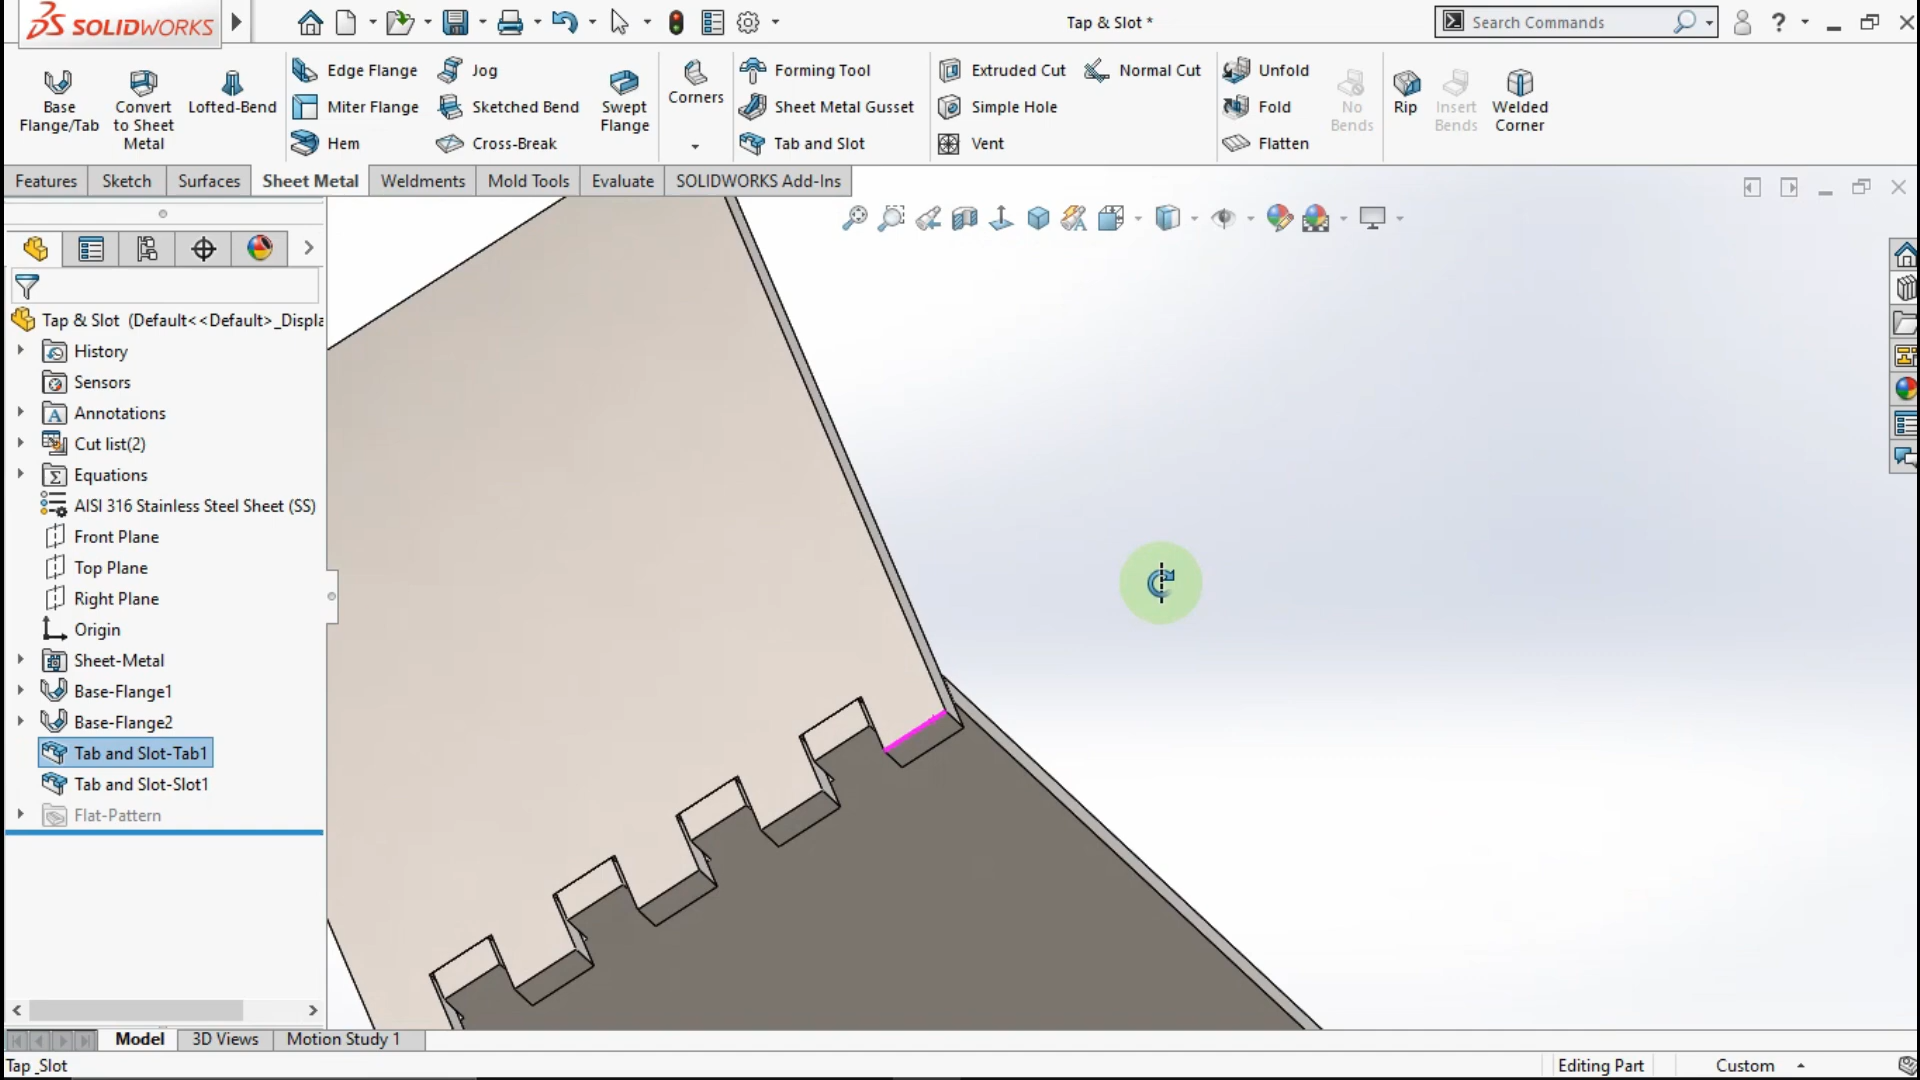 SOLIDWORKS
Tap & Slot *
Search Commands
?
Base Flange/Tab
Convert to Sheet Metal
Lofted-Bend
Edge Flange
Miter Flange
Hem
Jog
Sketched Bend
Cross-Break
Swept Flange
Corners
Forming Tool
Sheet Metal Gusset
Tab and Slot
Extruded Cut
Simple Hole
Vent
Normal Cut
Unfold
Fold
Flatten
No Bends
Rip
Insert Bends
Welded Corner
Features
Sketch
Surfaces
Sheet Metal
Weldments
Mold Tools
Evaluate
SOLIDWORKS Add-Ins
Tap & Slot (Default<<Default>_Displa
History
Sensors
Annotations
Cut list(2)
Equations
AISI 316 Stainless Steel Sheet (SS)
Front Plane
Top Plane
Right Plane
Origin
Sheet-Metal
Base-Flange1
Base-Flange2
Tab and Slot-Tab1
Tab and Slot-Slot1
Flat-Pattern
Model
3D Views
Motion Study 1
Tap _Slot
Editing Part
Custom